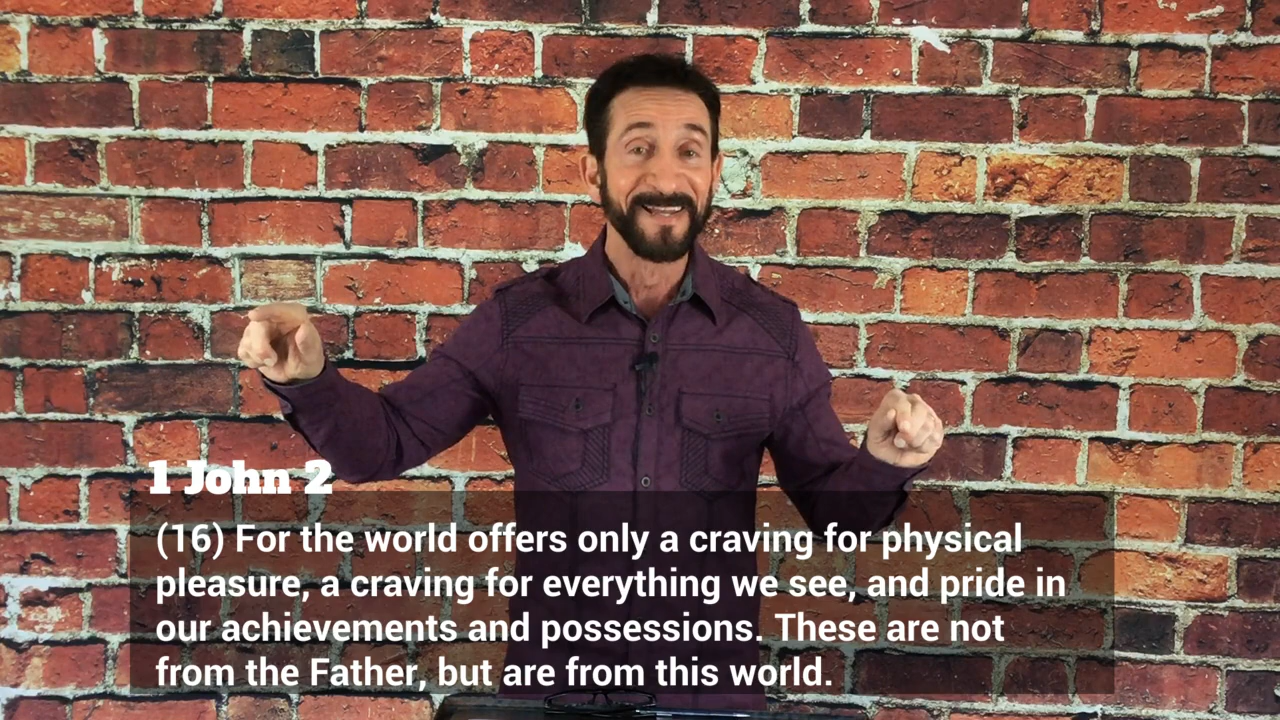 1 John 2
(16) For the world offers only a craving for physical
pleasure, a craving for everything we see, and pride in
our achievements and possessions. These are not
from the Father, but are from this world.